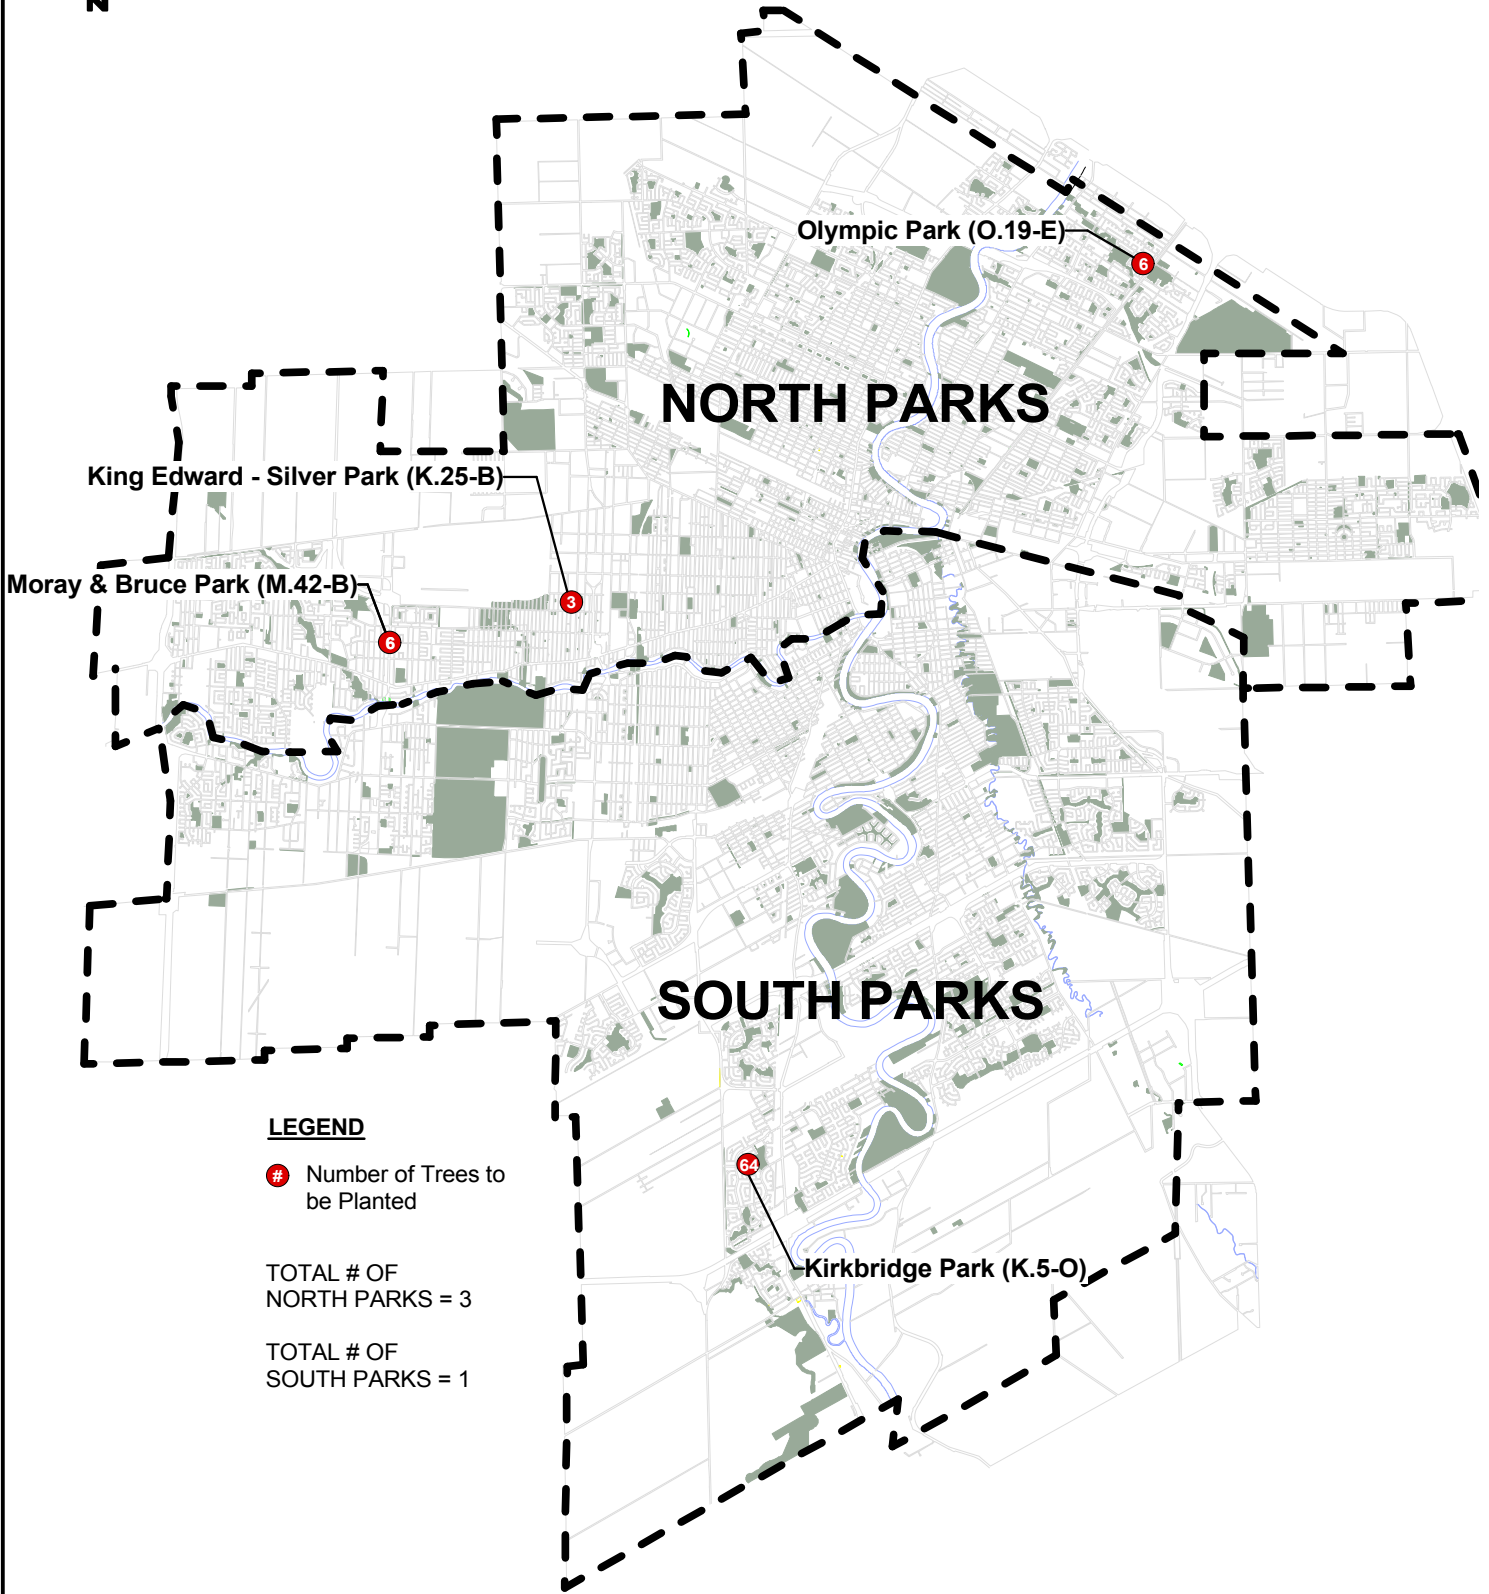 N
Olympic Park (O.19-E)
6
NORTH PARKS
King Edward - Silver Park (K.25-B)
3
Moray & Bruce Park (M.42-B)
6
SOUTH PARKS
LEGEND
# Number of Trees to
be Planted
64
Kirkbridge Park (K.5-O)
TOTAL # OF
NORTH PARKS = 3
TOTAL # OF
SOUTH PARKS = 1